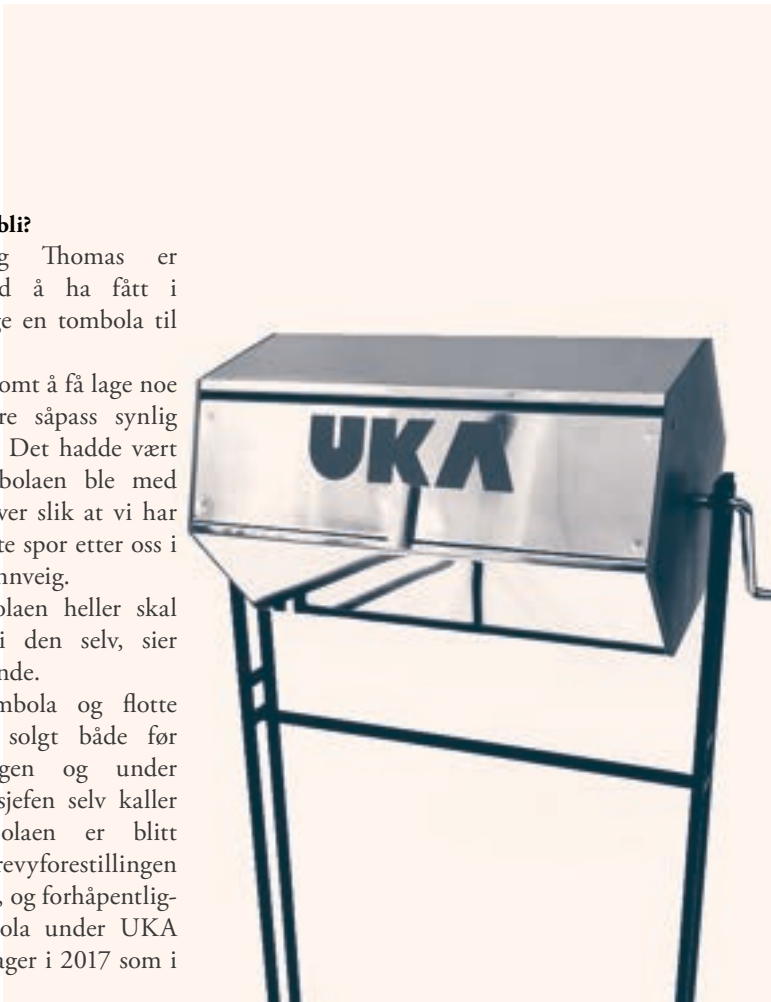 bli?
g Thomas er
d å ha fått i
ge en tombola til
omt å få lage noe
re såpass synlig
Det hadde vært
bolaen ble med
ver slik at vi har
te spor etter oss i
nnveig.
olaen heller skal
i den selv, sier
nde.
mbola og flotte
solgt både før
gen og under
sjefen selv kaller
olaen er blitt
revyforestillingen
, og forhåpentlig-
ola under UKA
ager i 2017 som i
UKA